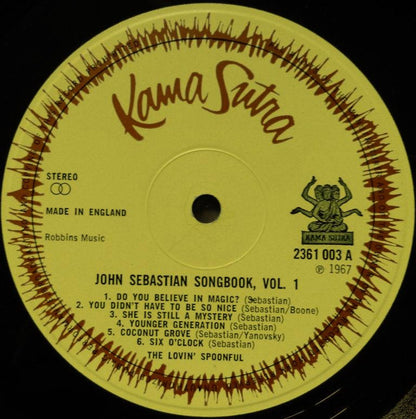 Kama Sutra
STEREO
MADE IN ENGLAND
Robbins Music
KAMA SUTRA
2361 003 A
℗ 1967
JOHN SEBASTIAN SONGBOOK, VOL. 1
1. DO YOU BELIEVE IN MAGIC? (Sebastian)
2. YOU DIDN'T HAVE TO BE SO NICE (Sebastian/Boone)
3. SHE IS STILL A MYSTERY (Sebastian)
4. YOUNGER GENERATION (Sebastian)
5. COCONUT GROVE (Sebastian/Yanovsky)
6. SIX O'CLOCK (Sebastian)
THE LOVIN' SPOONFUL